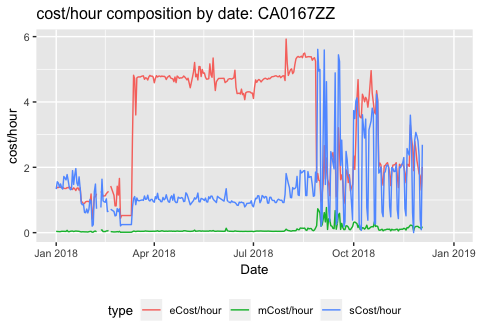 cost/hour composition by date: CA0167ZZ
6
4
2
0
cost/hour
Jan 2018 Apr 2018 Jul 2018 Oct 2018 Jan 2019
Date
type eCost/hour mCost/hour sCost/hour